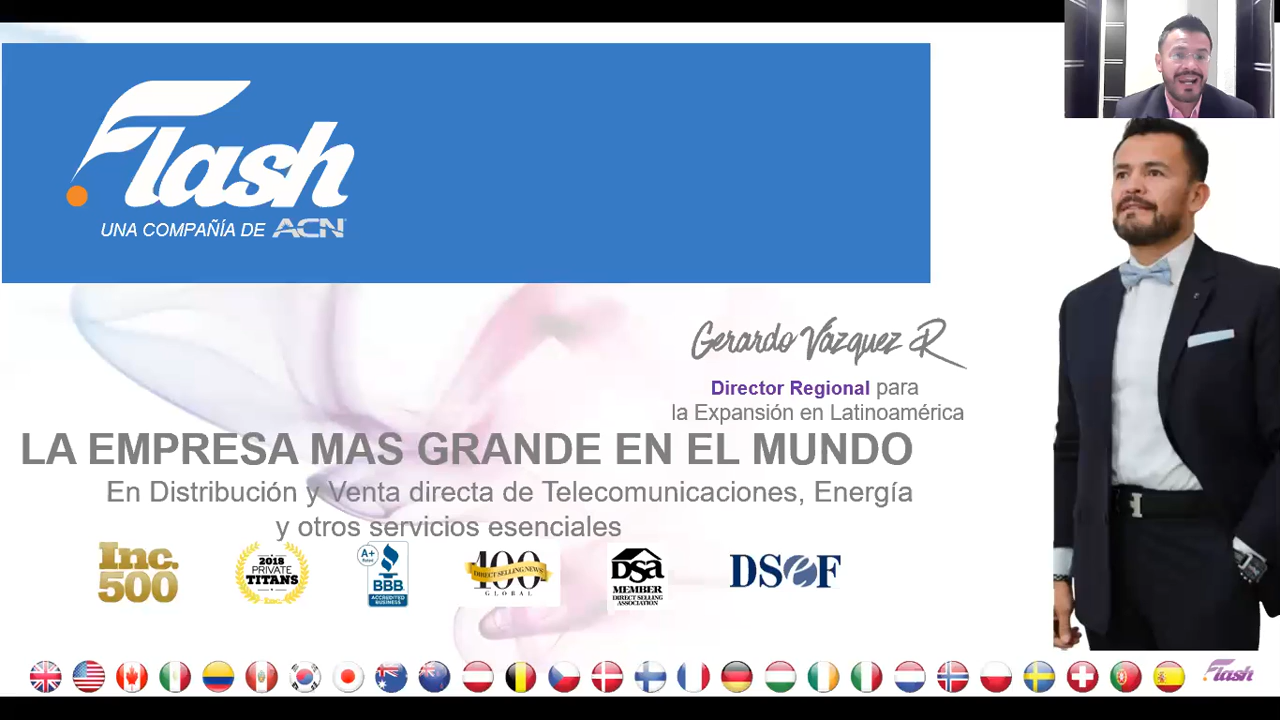 Flash
UNA COMPAÑÍA DE ACN
Gerardo Vázquez R
Director Regional para
la Expansión en Latinoamérica
LA EMPRESA MAS GRANDE EN EL MUNDO
En Distribución y Venta directa de Telecomunicaciones, Energía
y otros servicios esenciales
Inc.
500
2018
PRIVATE
TITANS
Inc.
A+
Rated
BBB
ACCREDITED
BUSINESS
100
DIRECT SELLING NEWS
GLOBAL
DSA
MEMBER
DIRECT SELLING
ASSOCIATION
DSEF
Flash